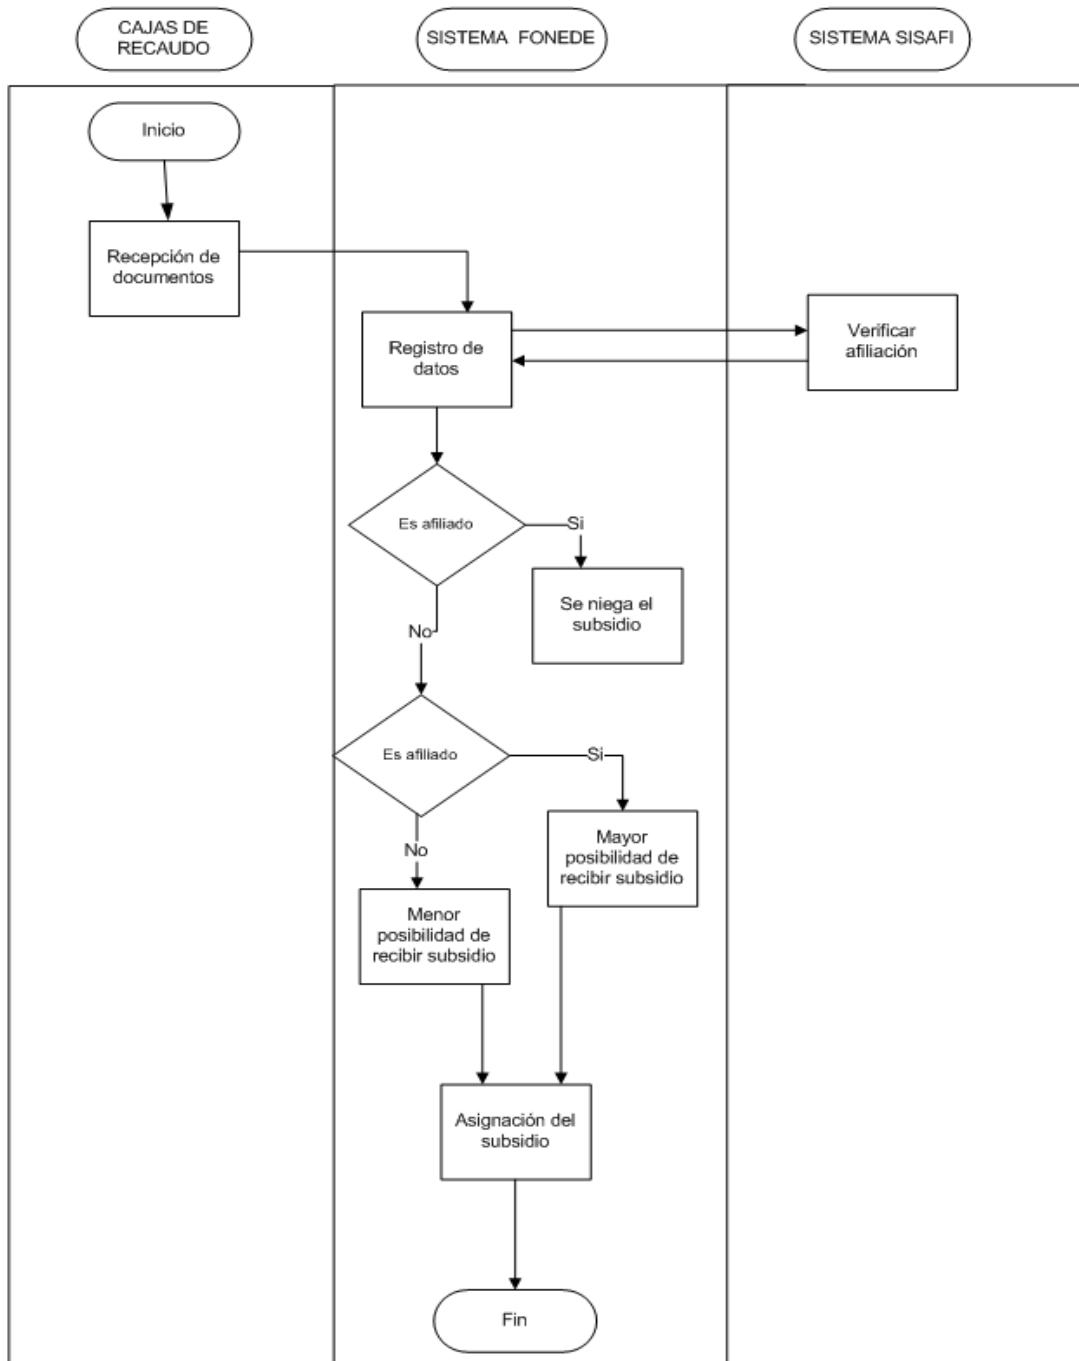 CAJAS DE
RECAUDO
SISTEMA FONEDE
SISTEMA SISAFI
Inicio
Recepción de
documentos
Registro de
datos
Verificar
afiliación
Es afiliado
Si
Se niega el
subsidio
No
Es afiliado
Si
Mayor
posibilidad de
recibir subsidio
No
Menor
posibilidad de
recibir subsidio
Asignación del
subsidio
Fin